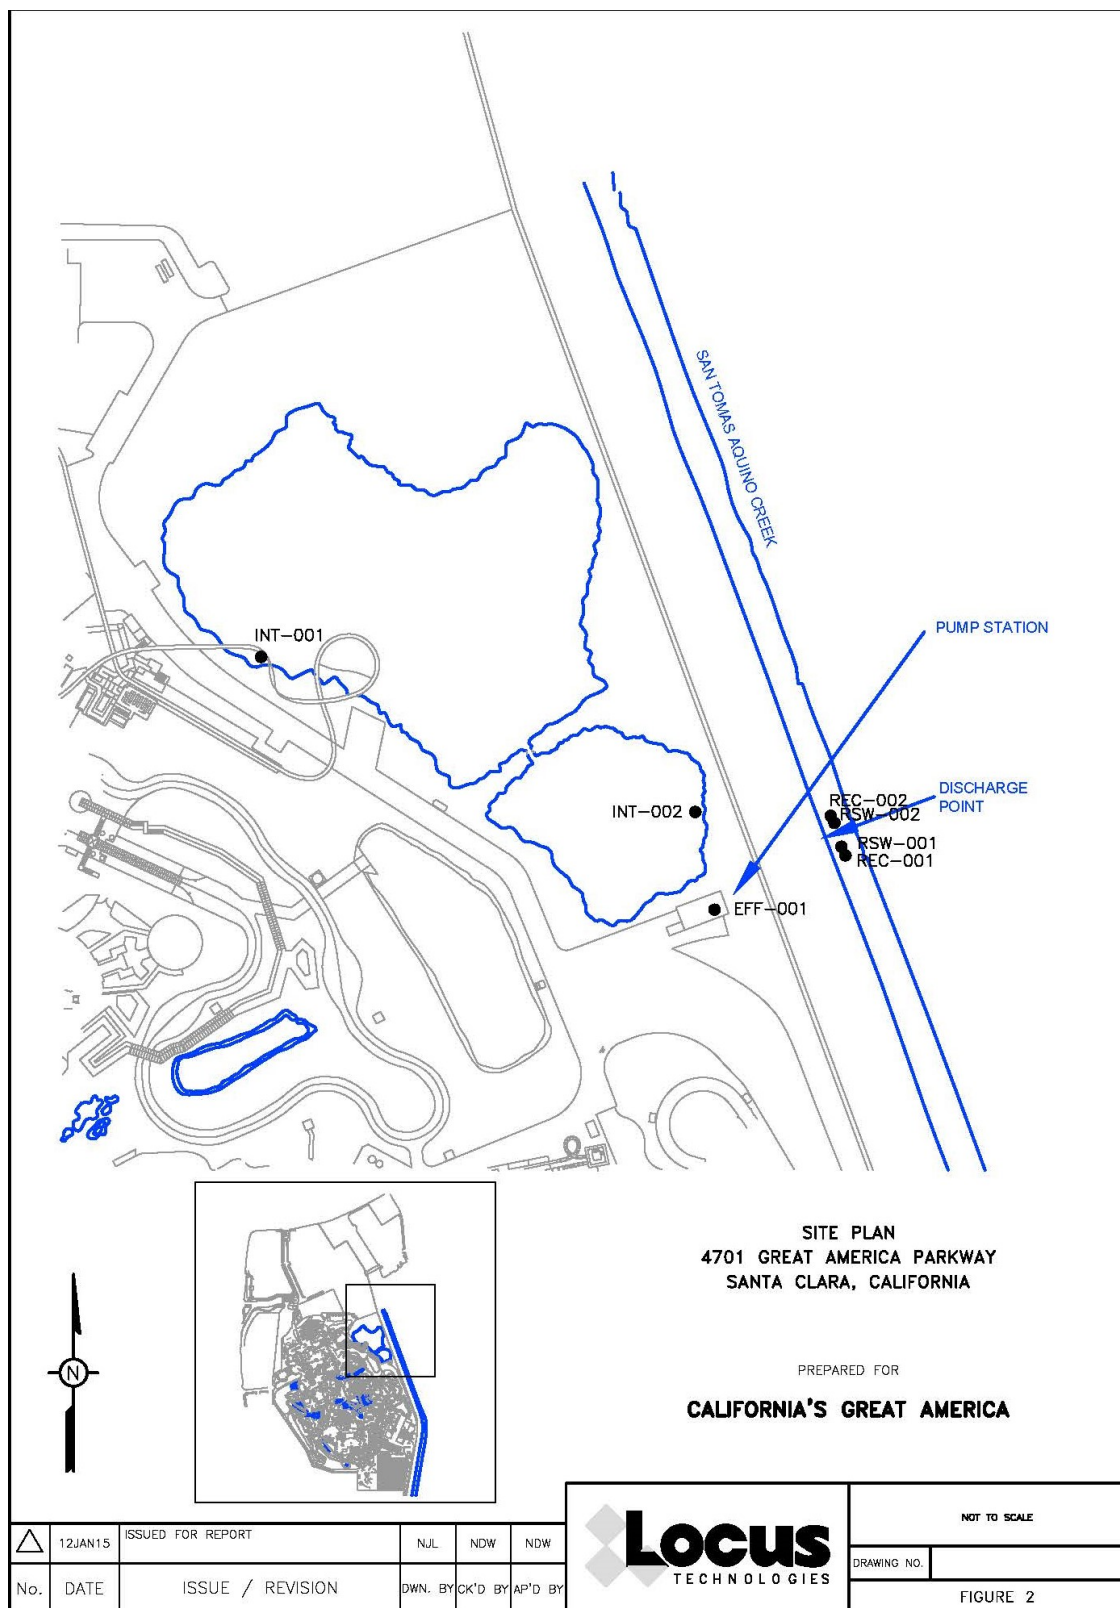 SAN TOMAS AQUINO CREEK
INT-001
PUMP STATION
DISCHARGE
POINT
REC-002
RSW-002
INT-002
RSW-001
REC-001
EFF-001
SITE PLAN
4701 GREAT AMERICA PARKWAY
SANTA CLARA, CALIFORNIA
PREPARED FOR
CALIFORNIA'S GREAT AMERICA
N
12JAN15 ISSUED FOR REPORT NJL NDW NDW
No. DATE ISSUE / REVISION DWN. BY CK'D BY AP'D BY
Locus
TECHNOLOGIES
NOT TO SCALE
DRAWING NO.
FIGURE 2